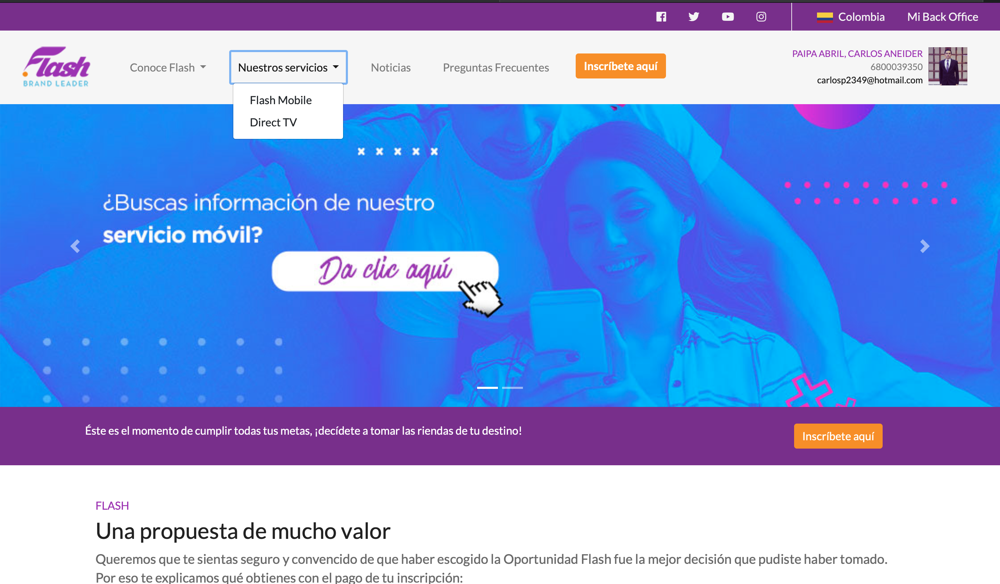 Colombia
Mi Back Office
Flash
BRAND LEADER
Conoce Flash
Nuestros servicios
Noticias
Preguntas Frecuentes
Inscríbete aquí
PAIPA ABRIL, CARLOS ANEIDER
6800039350
carlosp2349@hotmail.com
Flash Mobile
Direct TV
¿Buscas información de nuestro
servicio móvil?
Da clic aquí
Éste es el momento de cumplir todas tus metas, ¡decídete a tomar las riendas de tu destino!
Inscríbete aquí
FLASH
Una propuesta de mucho valor
Queremos que te sientas seguro y convencido de que haber escogido la Oportunidad Flash fue la mejor decisión que pudiste haber tomado.
Por eso te explicamos qué obtienes con el pago de tu inscripción: